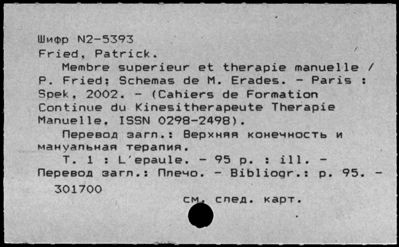 Шифр N2-5393
Fried, Patrick.
Membre superieur et therapie manuelle /
P. Fried; Schemas de M. Erades. - Paris :
Spek, 2002. - (Cahiers de Formation
Continue du Kinesitherapeute Therapie
Manuelle, ISSN 0298-2498).
Перевод загл.: Верхняя конечность и
мануальная терапия.
Т. 1 : L'epaule. - 95 p. : ill. -
Перевод загл.: Плечо. - Bibliogr.: p. 95. -
301700
см. след. карт.